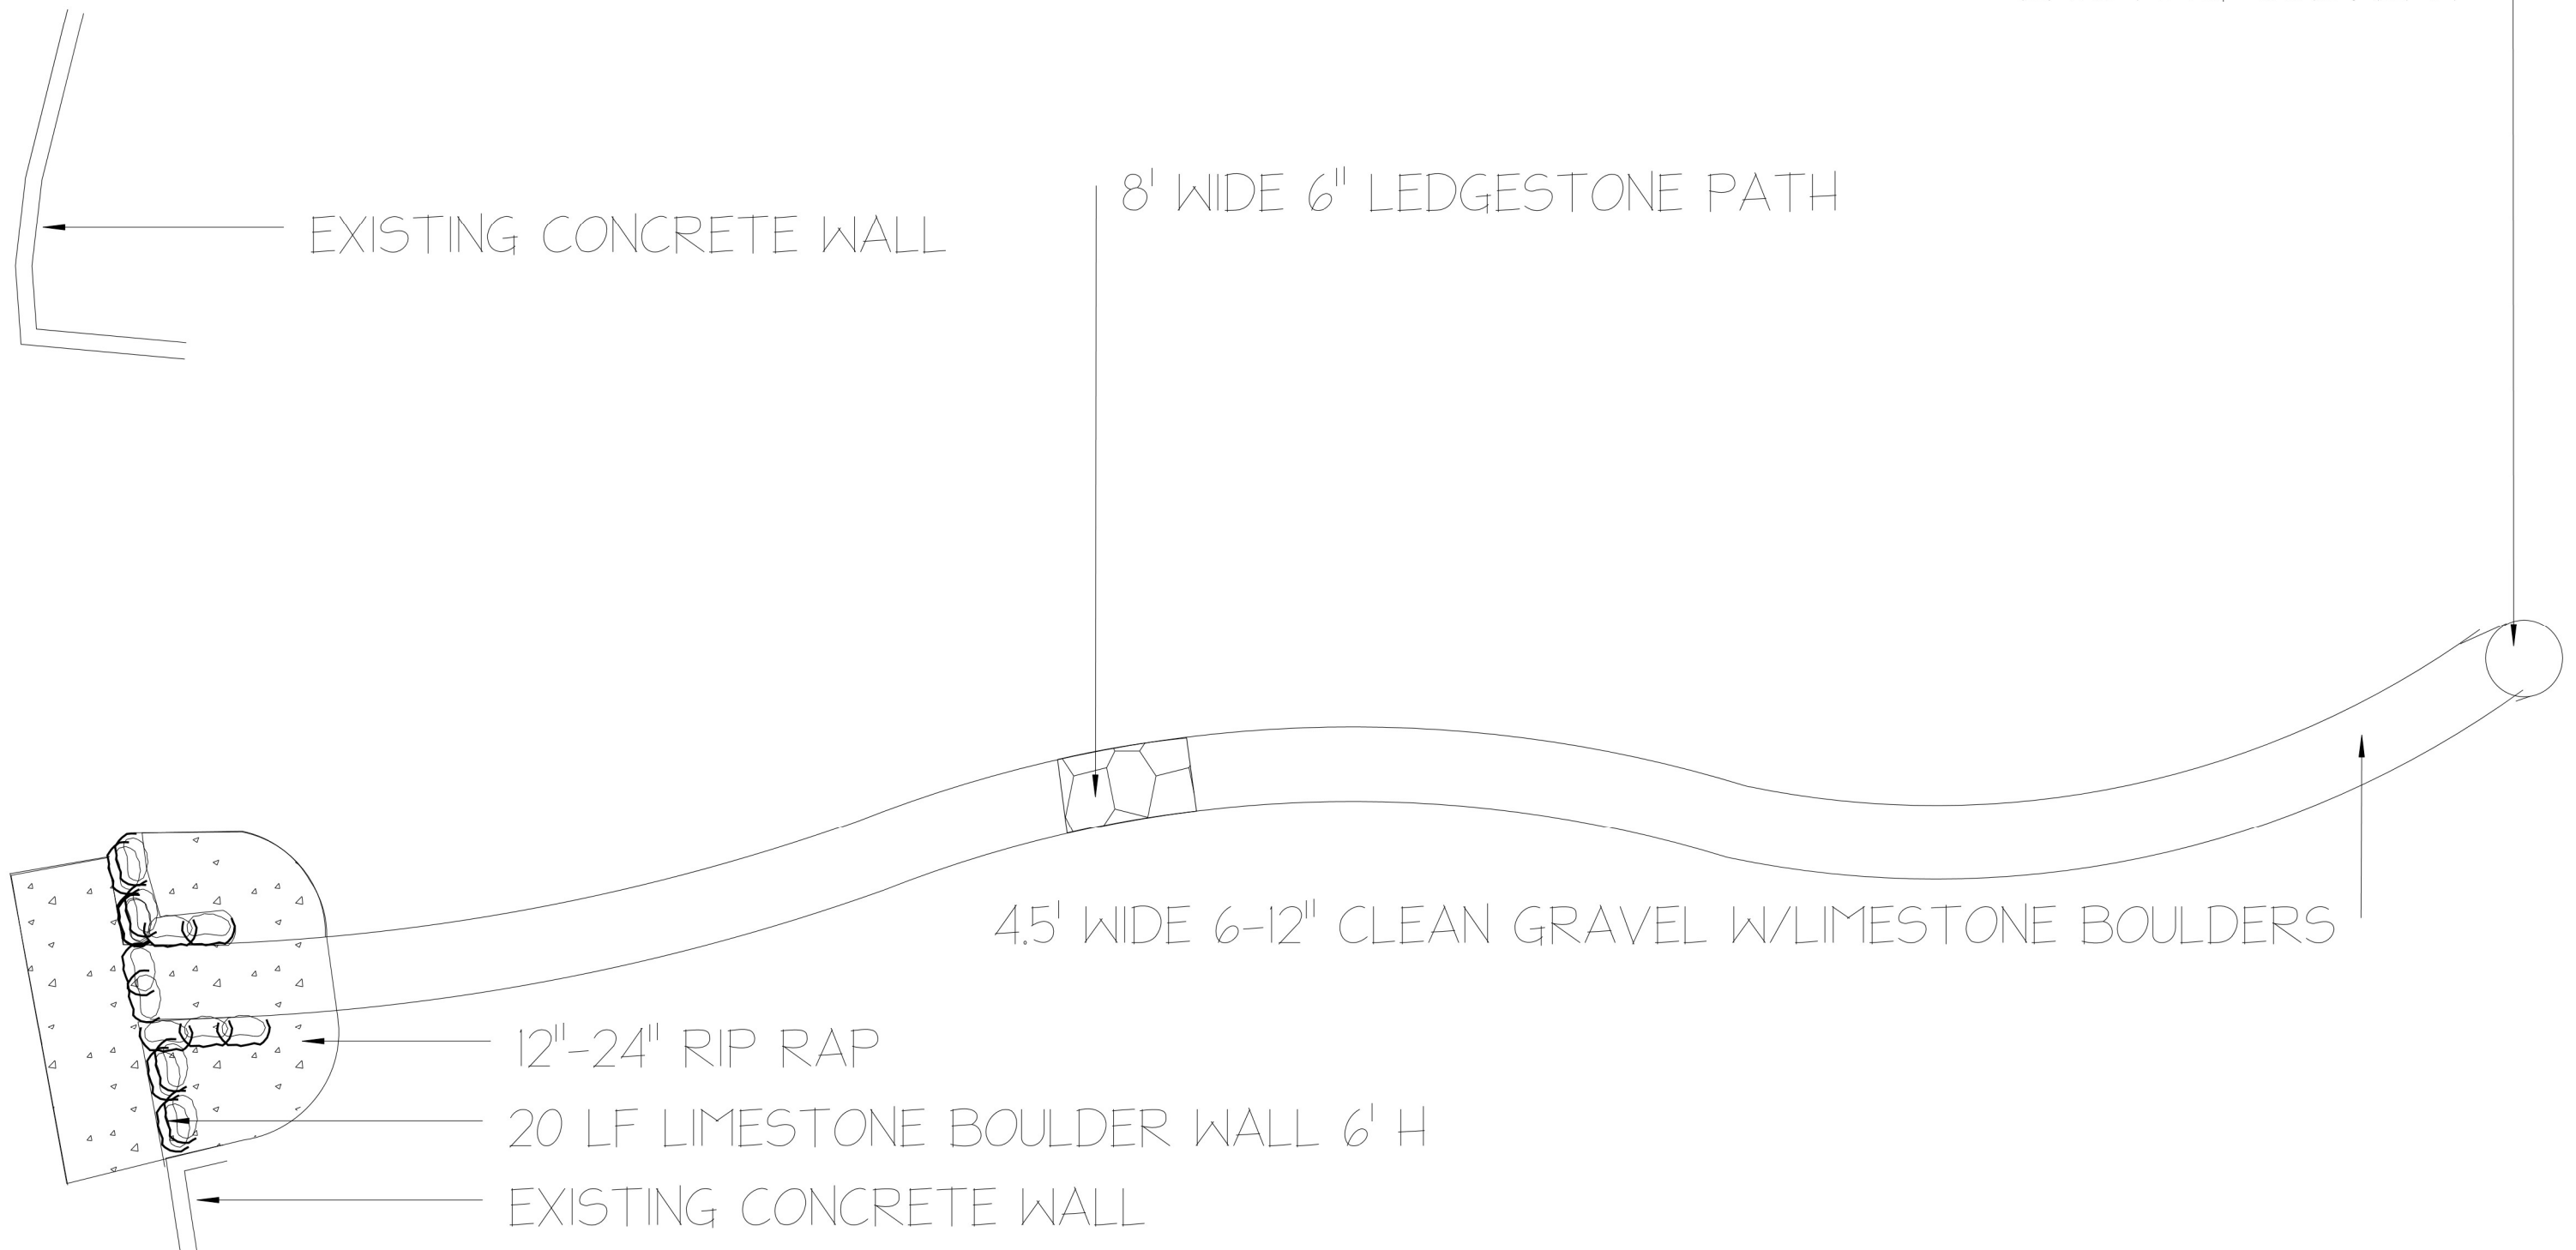 8' WIDE 6" LEDGESTONE PATH
EXISTING CONCRETE WALL
4.5' WIDE 6-12" CLEAN GRAVEL W/LIMESTONE BOULDERS
12"-24" RIP RAP
20 LF LIMESTONE BOULDER WALL 6' H
EXISTING CONCRETE WALL